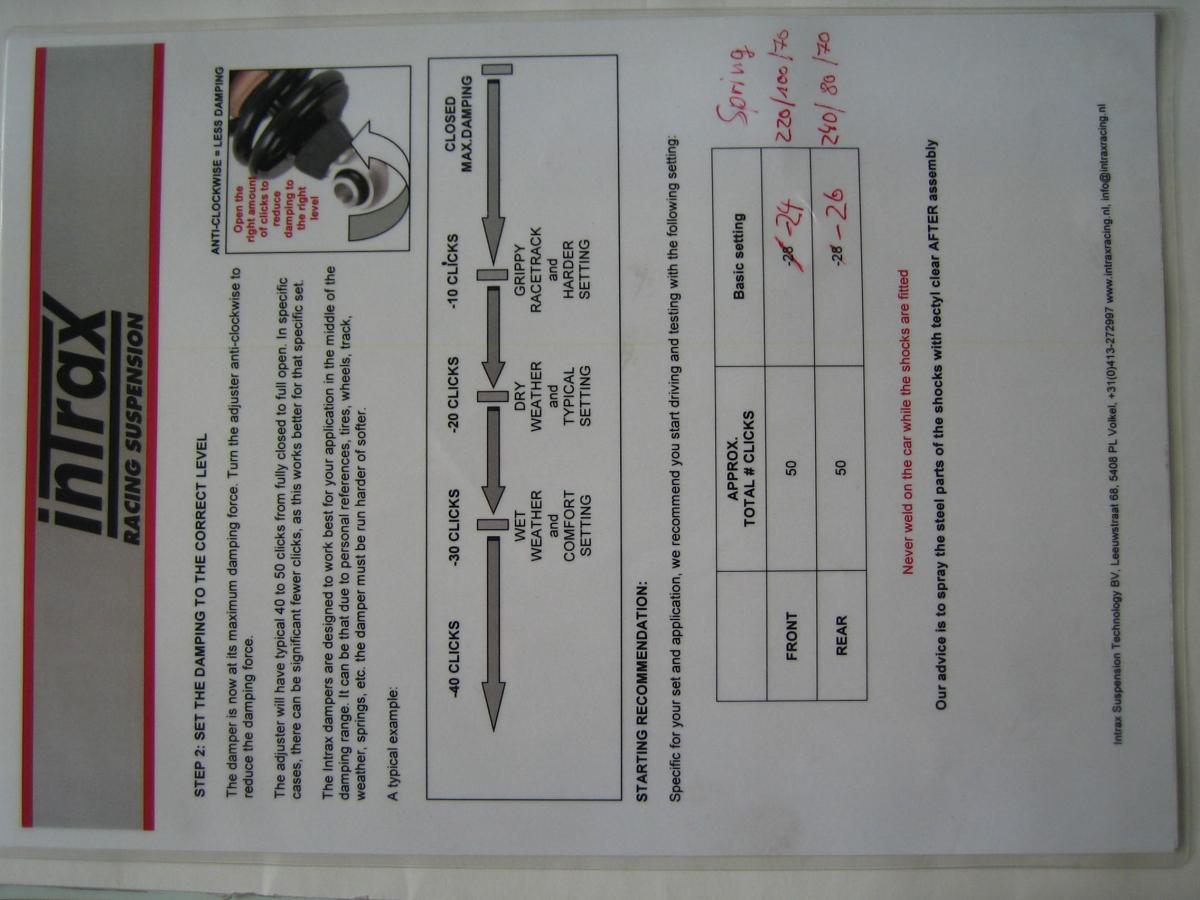 inTrax
RACING SUSPENSION
STEP 2: SET THE DAMPING TO THE CORRECT LEVEL
The damper is now at its maximum damping force. Turn the adjuster anti-clockwise to
reduce the damping force.
The adjuster will have typical 40 to 50 clicks from fully closed to full open. In specific
cases, there can be significant fewer clicks, as this works better for that specific set.
The Intrax dampers are designed to work best for your application in the middle of the
damping range. It can be that due to personal references, tires, wheels, track,
weather, springs, etc. the damper must be run harder of softer.
A typical example:
ANTI-CLOCKWISE = LESS DAMPING
Open the
right amount
of clicks to
reduce
damping to
the right
level
-40 CLICKS
-30 CLICKS
-20 CLICKS
-10 CLICKS
CLOSED
MAX.DAMPING
WET
WEATHER
and
COMFORT
SETTING
DRY
WEATHER
and
TYPICAL
SETTING
GRIPPY
RACETRACK
and
HARDER
SETTING
STARTING RECOMMENDATION:
Specific for your set and application, we recommend you start driving and testing with the following setting:
APPROX.
TOTAL # CLICKS
Basic setting
Spring
FRONT 50 -28 -24 220/100/70
REAR 50 -28 -26 240/80/70
Never weld on the car while the shocks are fitted
Our advice is to spray the steel parts of the shocks with tectyl clear AFTER assembly
Intrax Suspension Technology BV, Leeuwstraat 68, 5408 PL Volkel, +31(0)413-272997 www.intraxracing.nl, info@intraxracing.nl